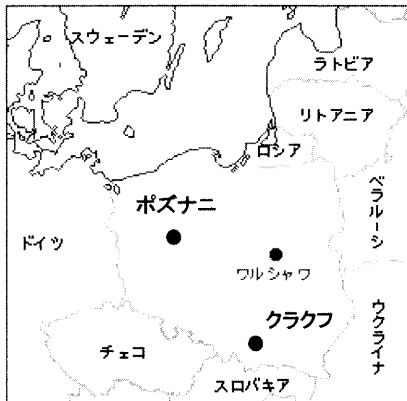 スウェーデン
ラトビア
リトアニア
ロシア
ベラルーシ
ポズナニ
ドイツ
ワルシャワ
ウクライナ
クラクフ
チェコ
スロバキア